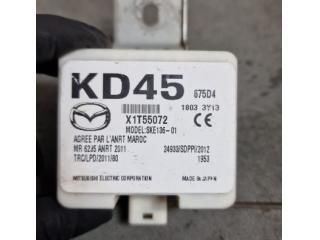 KD45 675D4
1803 3Y13
X1T55072
MODEL:SKE136-01
AGREE PAR L'ANRT MAROC
MR 6215 ANRT 2011 24933/SDPPI/2012
TRC/LPD/2011/80 1953
MITSUBISHI ELECTRIC CORPORATION MADE IN JAPAN